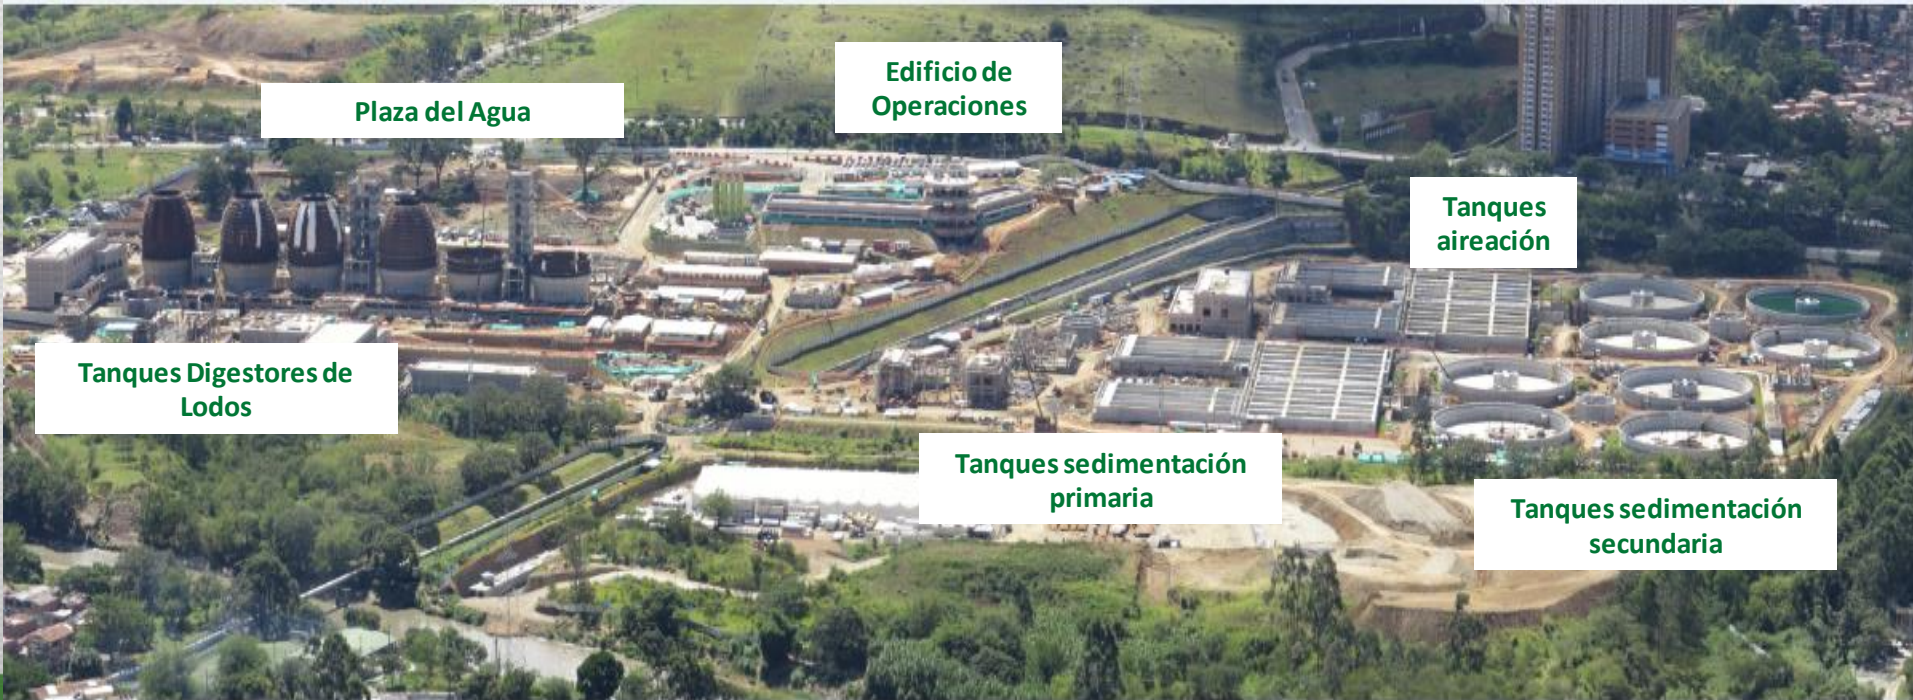 Edificio de
Operaciones
Plaza del Agua
Tanques
aireación
Tanques Digestores de
Lodos
Tanques sedimentación
primaria
Tanques sedimentación
secundaria